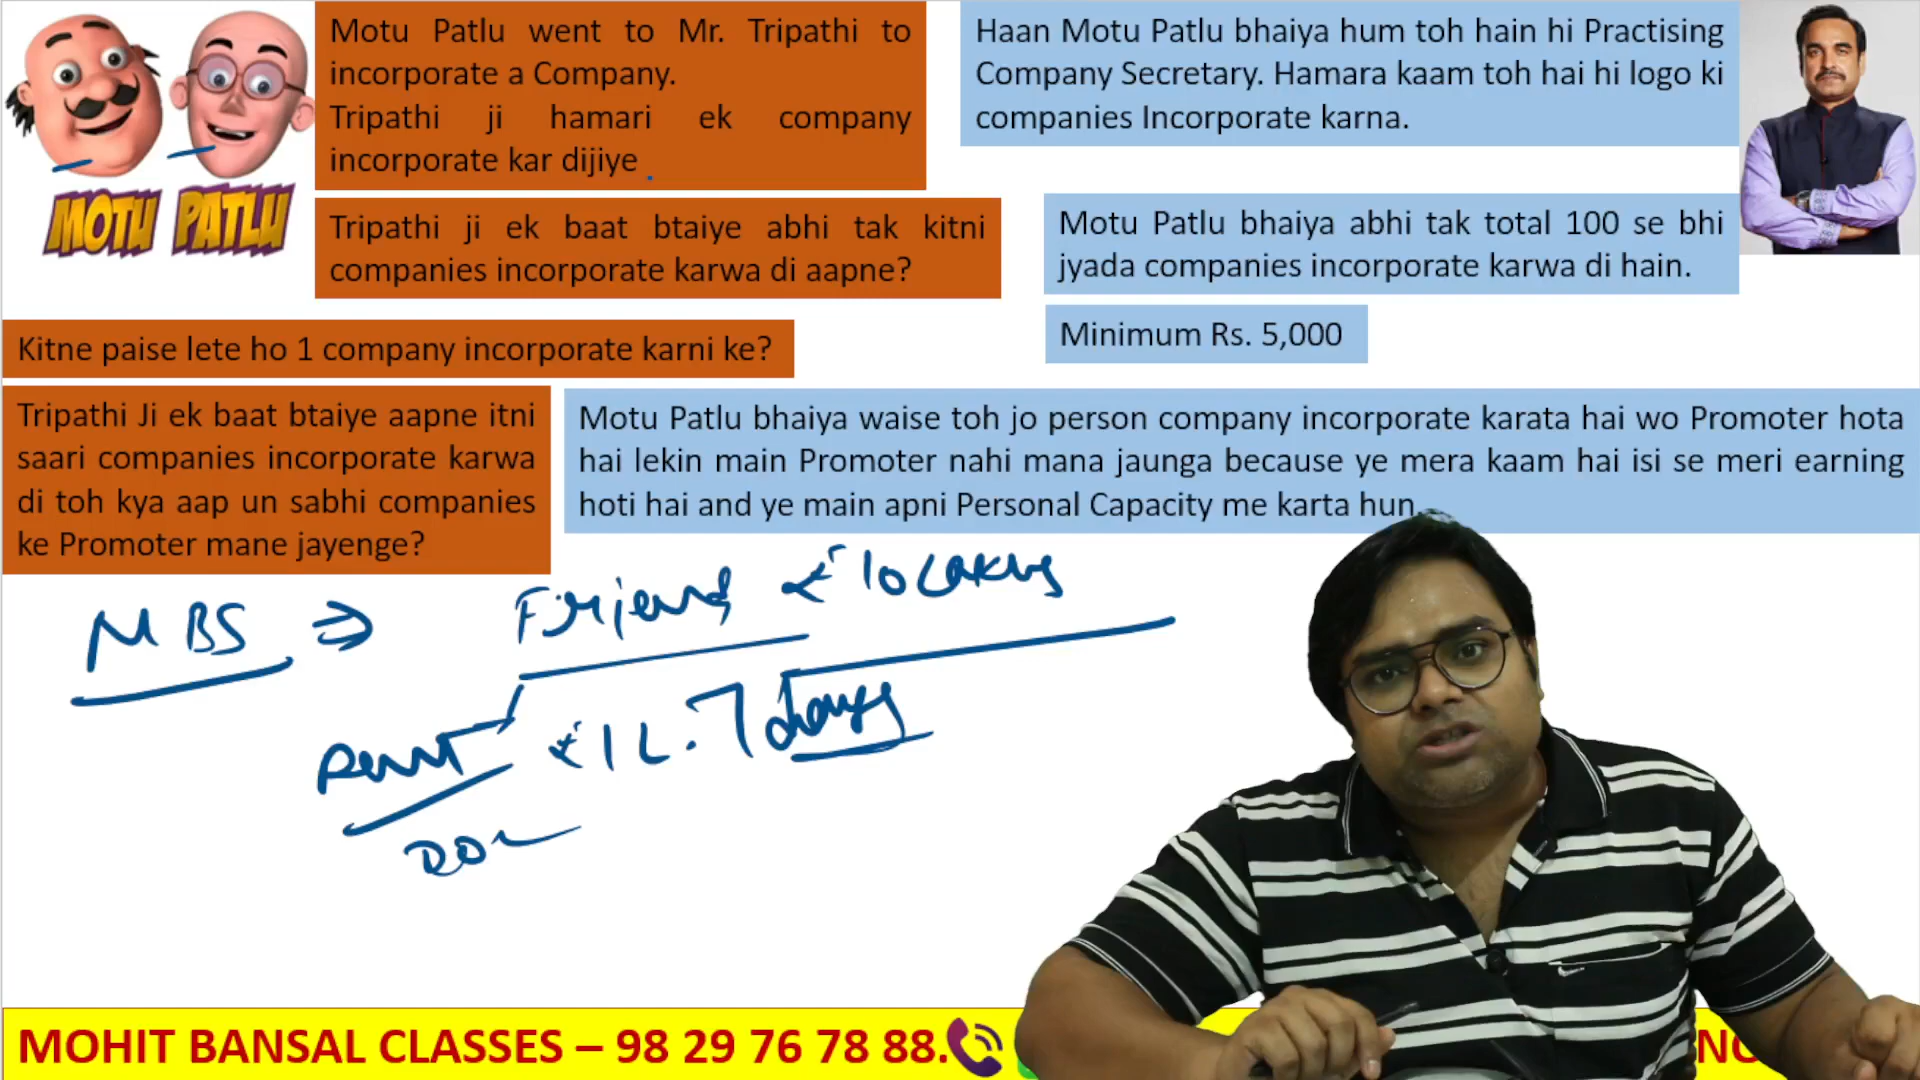 Motu Patlu went to Mr. Tripathi to
incorporate a Company.
Tripathi ji hamari ek company
incorporate kar dijiye
Haan Motu Patlu bhaiya hum toh hain hi Practising
Company Secretary. Hamara kaam toh hai hi logo ki
companies Incorporate karna.
MOTU PATLU
Tripathi ji ek baat btaiye abhi tak kitni
companies incorporate karwa di aapne?
Motu Patlu bhaiya abhi tak total 100 se bhi
jyada companies incorporate karwa di hain.
Kitne paise lete ho 1 company incorporate karni ke?
Minimum Rs. 5,000
Tripathi Ji ek baat btaiye aapne itni
saari companies incorporate karwa
di toh kya aap un sabhi companies
ke Promoter mane jayenge?
Motu Patlu bhaiya waise toh jo person company incorporate karata hai wo Promoter hota
hai lekin main Promoter nahi mana jaunga because ye mera kaam hai isi se meri earning
hoti hai and ye main apni Personal Capacity me karta hun.
MBS ⇒ Friend ₹ 10 Lakhs
Rent ₹ 1 L.
MOHIT BANSAL CLASSES – 98 29 76 78 88.